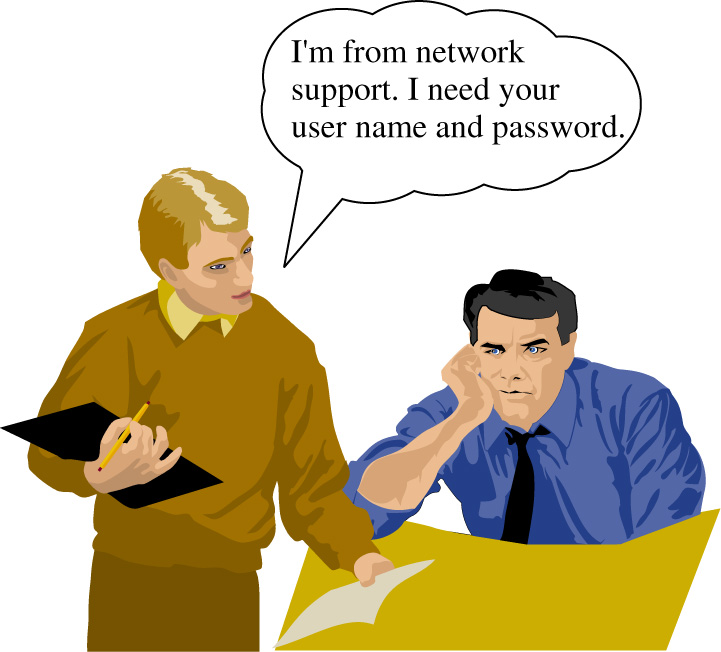 I'm from network
support. I need your
user name and password.